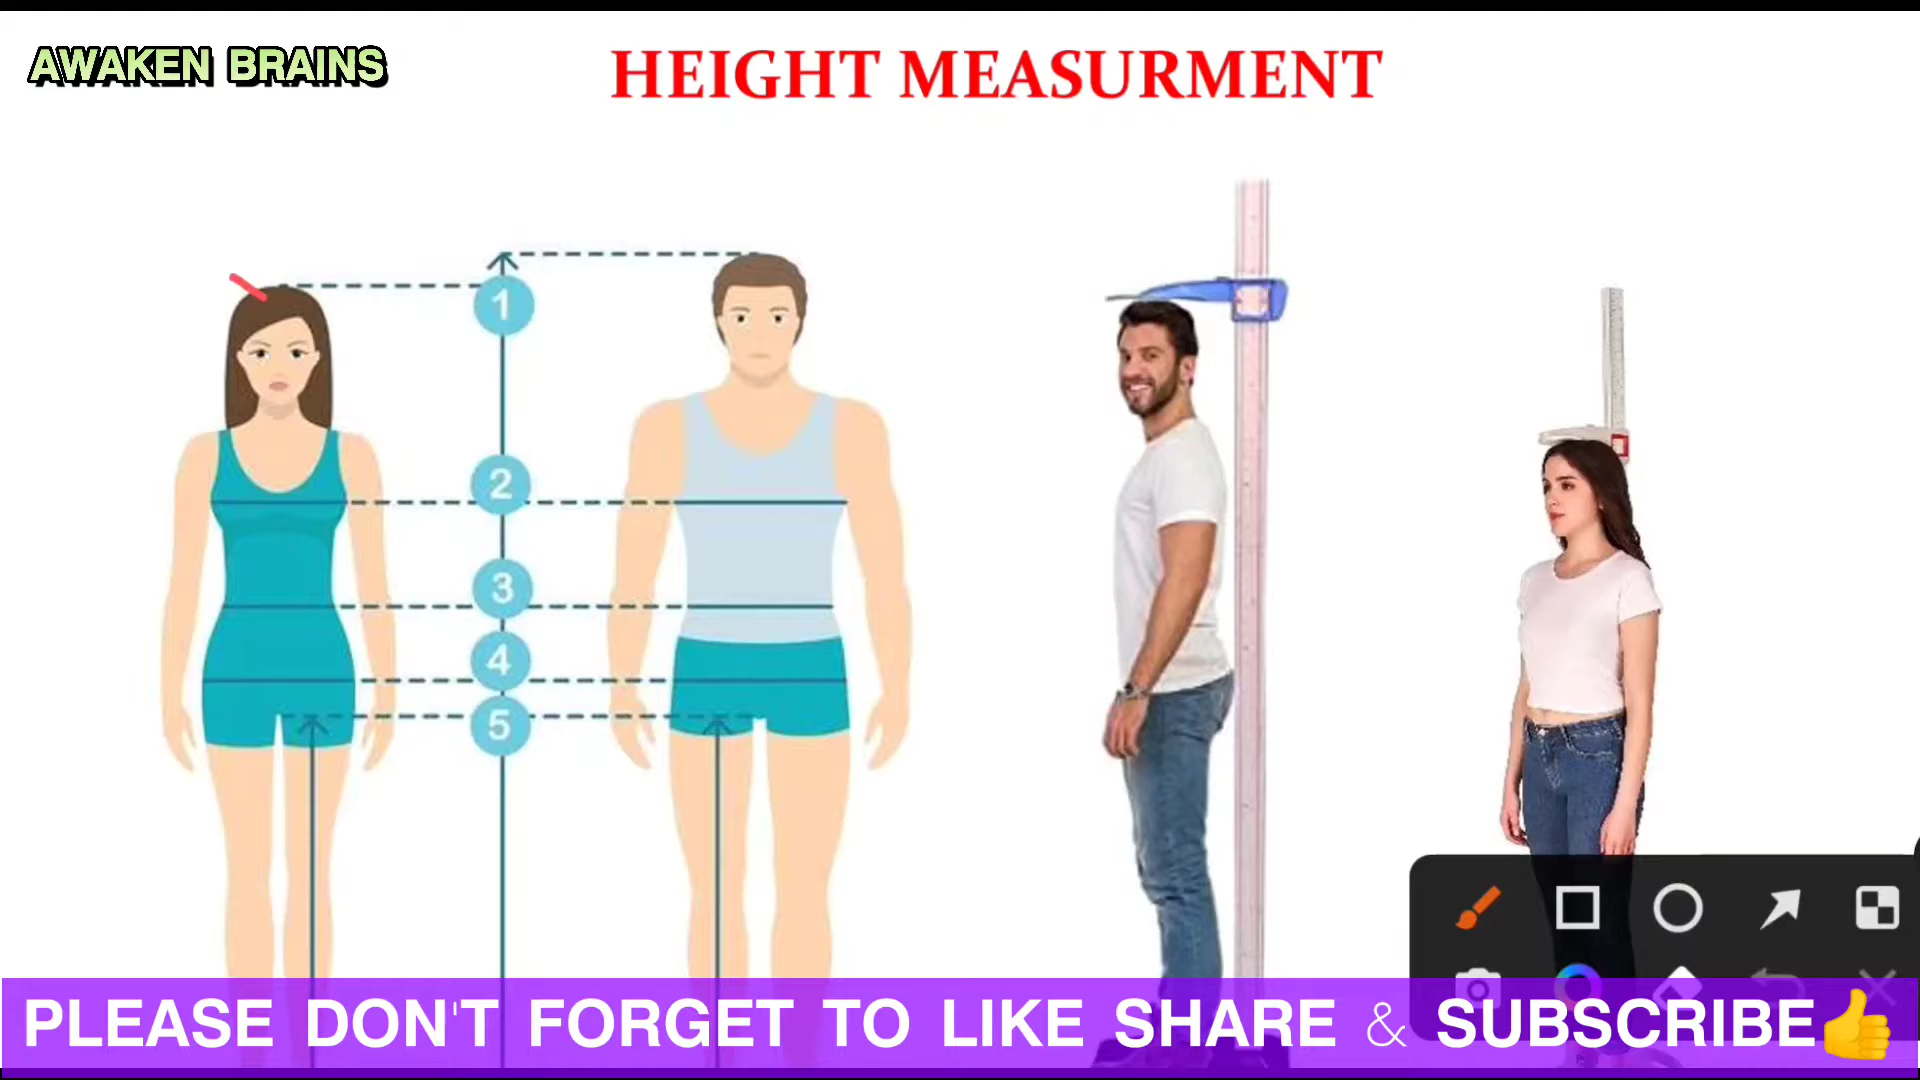 AWAKEN BRAINS
HEIGHT MEASURMENT
1
2
3
4
5
PLEASE DON'T FORGET TO LIKE SHARE & SUBSCRIBE👍